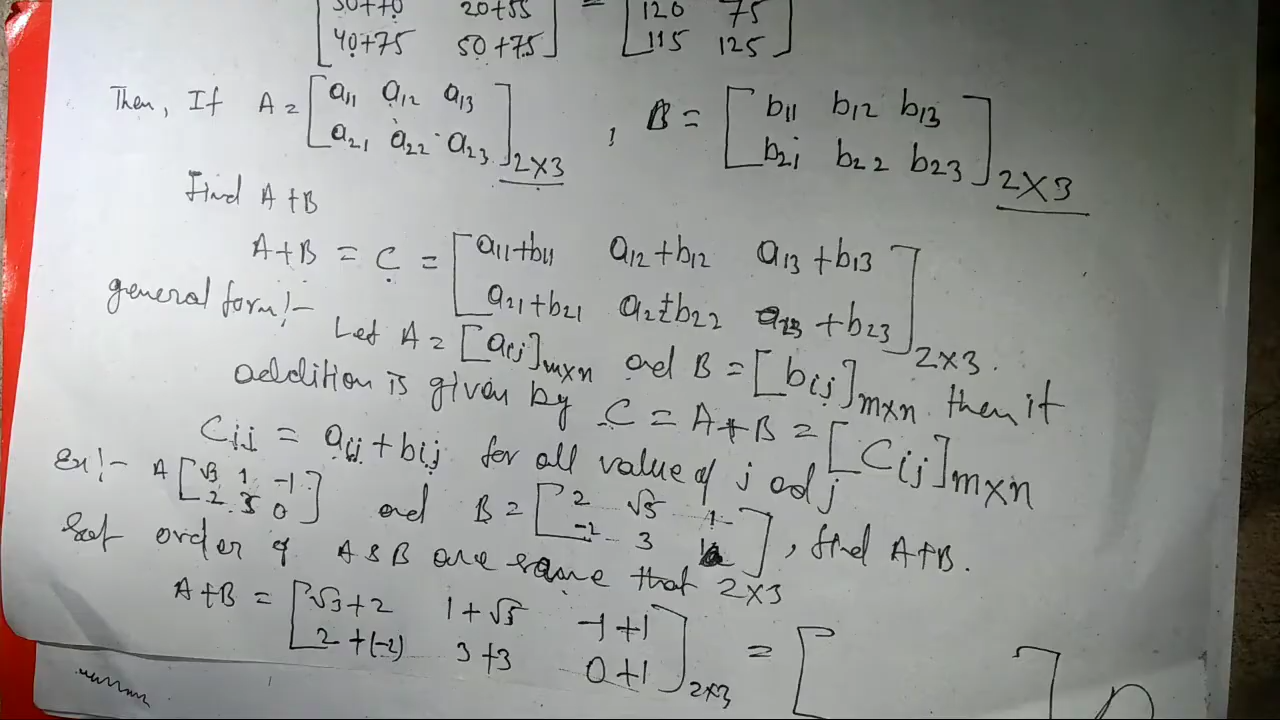 [30+70 20+55] = [120 75]
[40+75 50+75] [115 125]
Then, If A = [a11 a12 a13 / a21 a22 a23]2×3 , B = [b11 b12 b13 / b21 b22 b23]2×3
Find A+B
A+B = C = [a11+b11 a12+b12 a13+b13 / a21+b21 a2+b22 a23+b23]2×3.
general form!-
Let A = [aij]m×n and B = [bij]m×n then it
addition is given by C = A+B = [Cij]m×n
Cij = aij + bij for all value of j ad j
Ex!- A [√3 1 -1 / 2 3 0] and B = [2 √5 1 / -2 3 1], find A+B.
Sol order of A & B are same that 2×3
A+B = [√3+2 1+√5 -1+1 / 2+(-2) 3+3 0+1]2×3 = [ ]